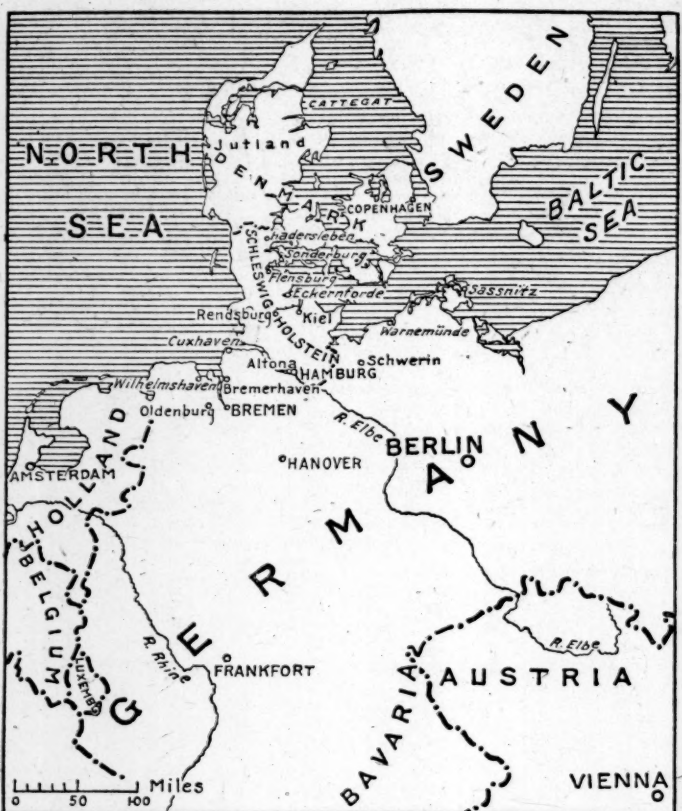 SWEDEN
CATTEGAT
NORTH
SEA
Jutland
DENMARK
COPENHAGEN
BALTIC
SEA
hadersleben
Sonderburg
SCHLESWIG
Flensburg
Eckernforde
Sassnitz
Rendsburg
Kiel
HOLSTEIN
Warnemünde
Cuxhaven
Altona
HAMBURG
Schwerin
Wilhelmshaven
Bremerhaven
Oldenburg
BREMEN
R. Elbe
BERLIN
HANOVER
AMSTERDAM
HOLLAND
BELGIUM
LUXEMBG
GERMANY
R. Rhine
FRANKFORT
R. Elbe
AUSTRIA
BAVARIA
VIENNA
Miles
0 50 100